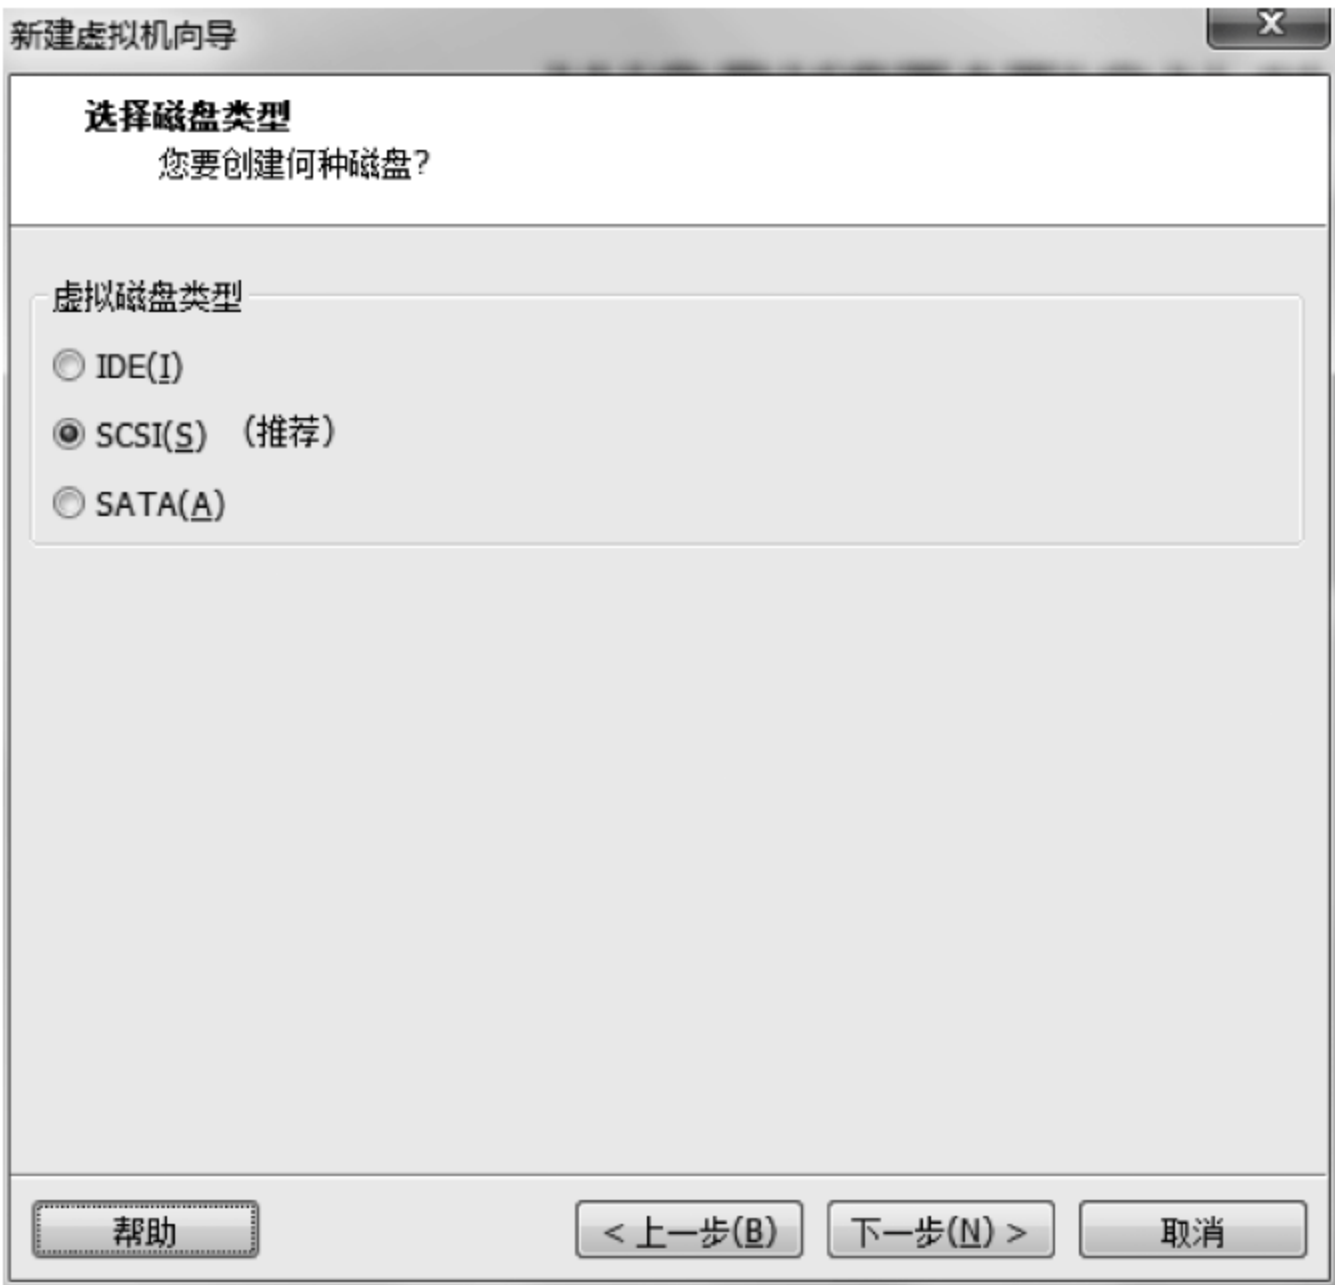 新建虚拟机向导
选择磁盘类型
您要创建何种磁盘?
虚拟磁盘类型
IDE(I)
SCSI(S) （推荐）
SATA(A)
帮助 < 上一步(B) 下一步(N) > 取消